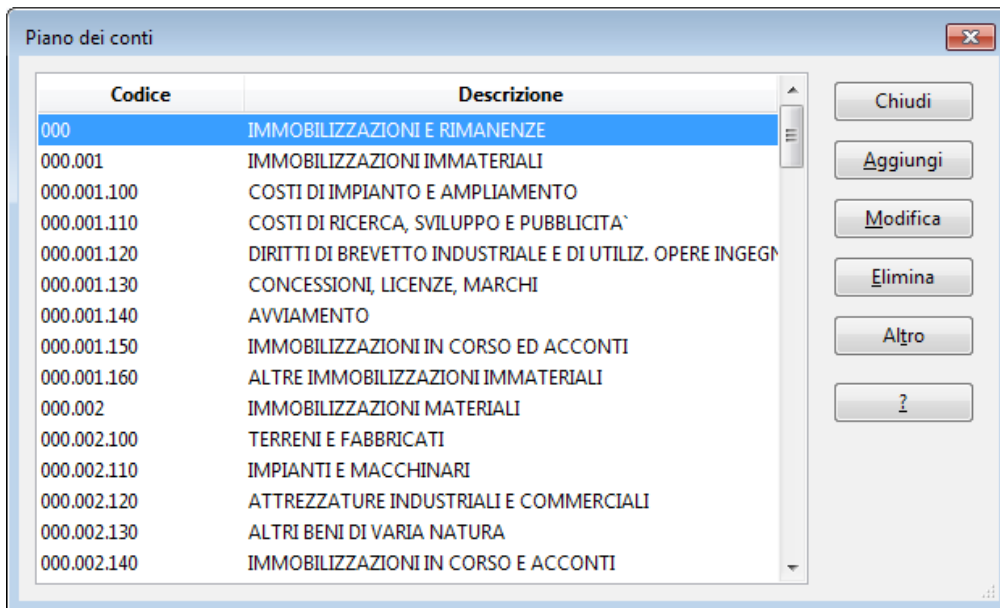 Piano dei conti
Codice Descrizione
000 IMMOBILIZZAZIONI E RIMANENZE
000.001 IMMOBILIZZAZIONI IMMATERIALI
000.001.100 COSTI DI IMPIANTO E AMPLIAMENTO
000.001.110 COSTI DI RICERCA, SVILUPPO E PUBBLICITA`
000.001.120 DIRITTI DI BREVETTO INDUSTRIALE E DI UTILIZ. OPERE INGEGN
000.001.130 CONCESSIONI, LICENZE, MARCHI
000.001.140 AVVIAMENTO
000.001.150 IMMOBILIZZAZIONI IN CORSO ED ACCONTI
000.001.160 ALTRE IMMOBILIZZAZIONI IMMATERIALI
000.002 IMMOBILIZZAZIONI MATERIALI
000.002.100 TERRENI E FABBRICATI
000.002.110 IMPIANTI E MACCHINARI
000.002.120 ATTREZZATURE INDUSTRIALI E COMMERCIALI
000.002.130 ALTRI BENI DI VARIA NATURA
000.002.140 IMMOBILIZZAZIONI IN CORSO E ACCONTI
Chiudi
Aggiungi
Modifica
Elimina
Altro
?